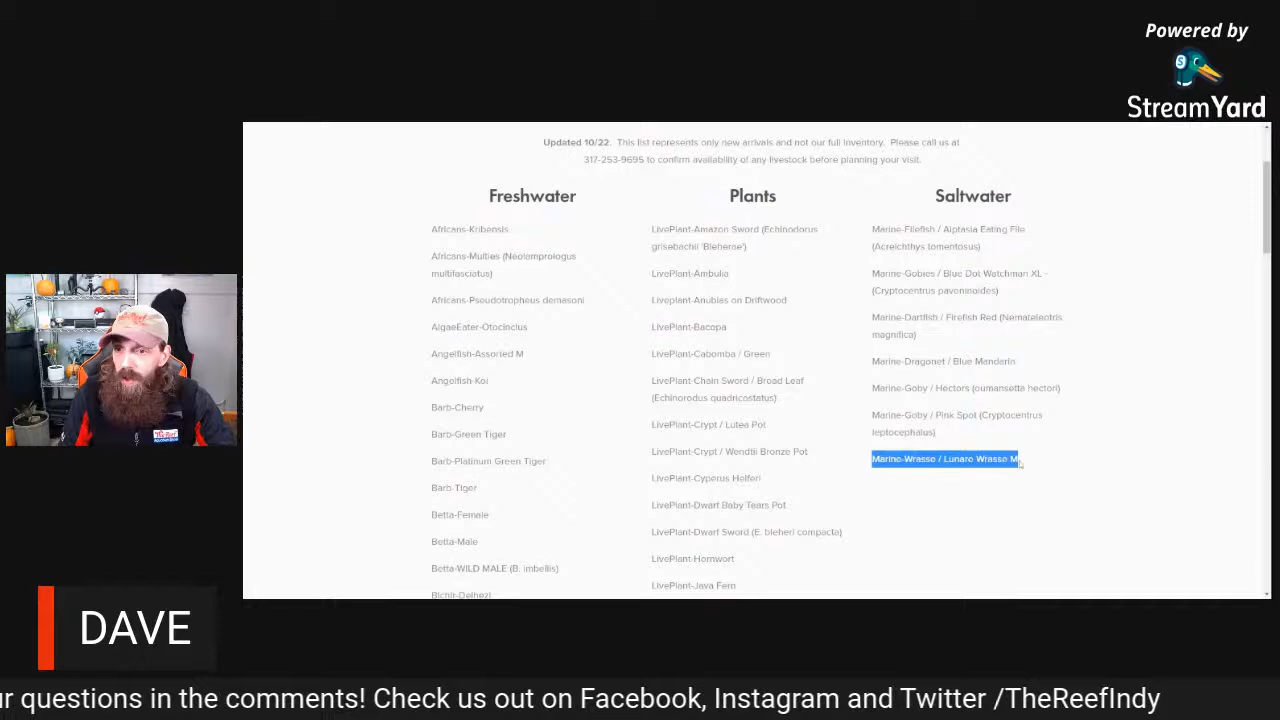 Powered by
StreamYard
Updated 10/22. This list represents only new arrivals and not our full inventory. Please call us at
317-253-9695 to confirm availability of any livestock before planning your visit.
Freshwater
Africans-Kribensis
Africans-Multies (Neolamprologus
multifasciatus)
Africans-Pseudotropheus demasoni
AlgaeEater-Otocinclus
Angelfish-Assorted M
Angelfish-Koi
Barb-Cherry
Barb-Green Tiger
Barb-Platinum Green Tiger
Barb-Tiger
Betta-Female
Betta-Male
Betta-WILD MALE (B. imbellis)
Bichir-Delhezi
Plants
LivePlant-Amazon Sword (Echinodorus
grisebachii 'Bleherae')
LivePlant-Ambulia
Liveplant-Anubias on Driftwood
LivePlant-Bacopa
LivePlant-Cabomba / Green
LivePlant-Chain Sword / Broad Leaf
(Echinorodus quadricostatus)
LivePlant-Crypt / Lutea Pot
LivePlant-Crypt / Wendtii Bronze Pot
LivePlant-Cyperus Helferi
LivePlant-Dwarf Baby Tears Pot
LivePlant-Dwarf Sword (E. bleheri compacta)
LivePlant-Hornwort
LivePlant-Java Fern
Saltwater
Marine-Filefish / Aiptasia Eating File
(Acreichthys tomentosus)
Marine-Gobies / Blue Dot Watchman XL -
(Cryptocentrus pavoninoides)
Marine-Dartfish / Firefish Red (Nemateleotris
magnifica)
Marine-Dragonet / Blue Mandarin
Marine-Goby / Hectors (oumansetta hectori)
Marine-Goby / Pink Spot (Cryptocentrus
leptocephalus)
Marine-Wrasse / Lunare Wrasse M
DAVE
ur questions in the comments! Check us out on Facebook, Instagram and Twitter /TheReefIndy